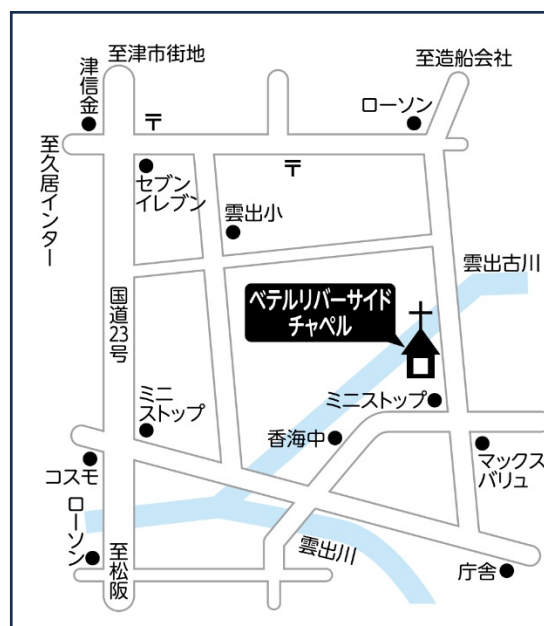 至津市街地
至造船会社
津信金
〒
ローソン
至久居インター
セブン
イレブン
〒
雲出小
雲出古川
国道23号
ベテルリバーサイド
チャペル
ミニ
ストップ
ミニストップ
香海中
コスモ
マックス
バリュ
ローソン
至松阪
雲出川
庁舎